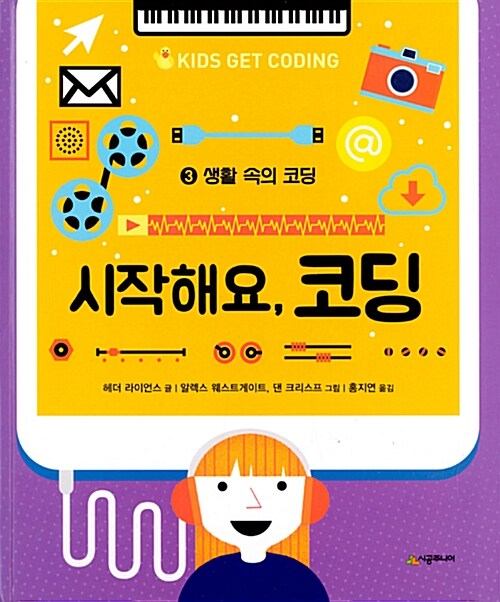 KIDS GET CODING
@
3 생활 속의 코딩
시작해요, 코딩
헤더 라이언스 글 | 알렉스 웨스트게이트, 댄 크리스프 그림 | 홍지연 옮김
시공주니어